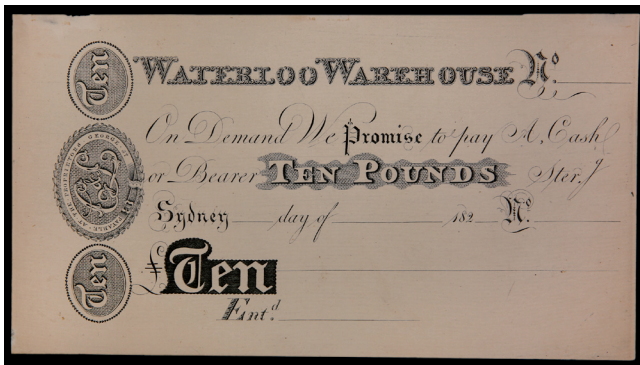 Ten
WATERLOO WAREHOUSE No.
On Demand We Promise to pay A, Cash
or Bearer TEN POUNDS Ster.g
Sydney day of 182 No.
£Ten
Ten
Ent.d